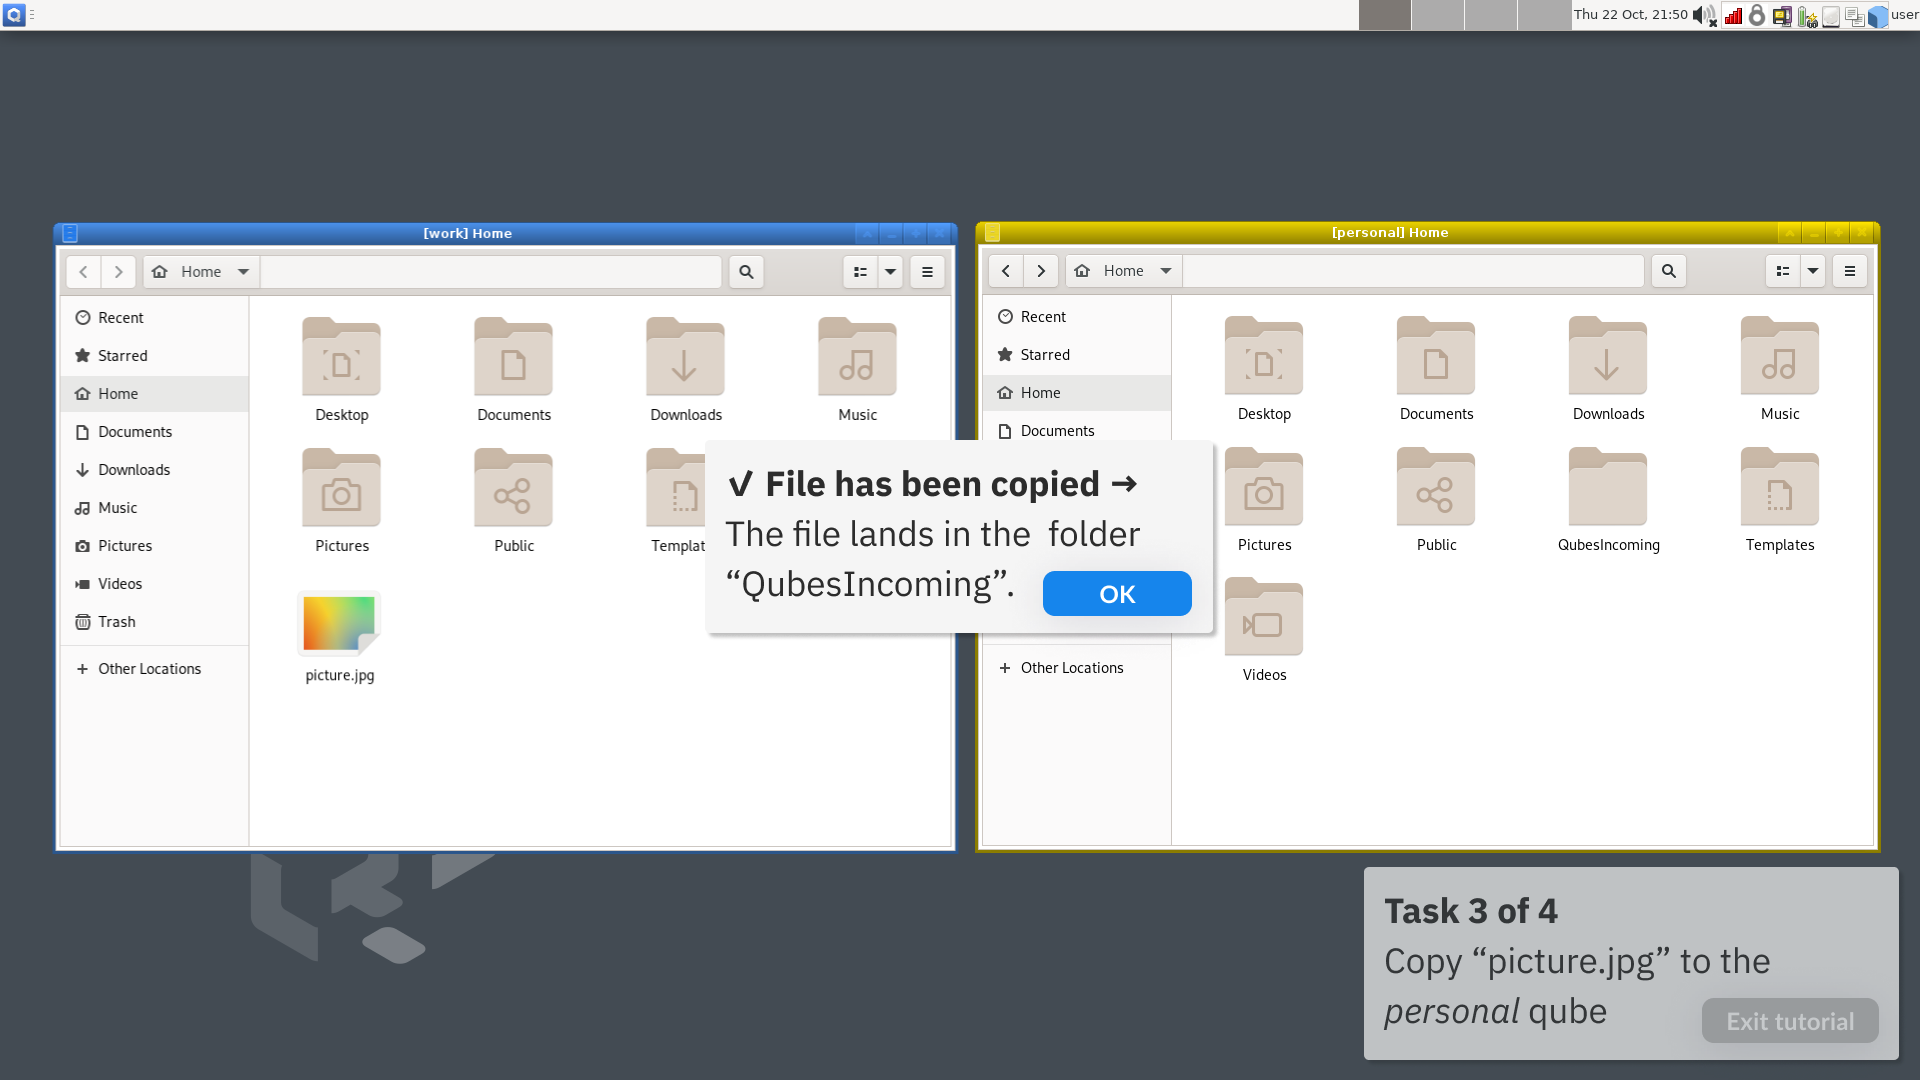 Thu 22 Oct, 21:50
user
[work] Home
Home
Recent
Starred
Home
Documents
Downloads
Music
Pictures
Videos
Trash
Other Locations
Desktop
Documents
Downloads
Music
Pictures
Public
Templat
picture.jpg
[personal] Home
Home
Recent
Starred
Home
Documents
Other Locations
Desktop
Documents
Downloads
Music
Pictures
Public
QubesIncoming
Templates
Videos
✓ File has been copied →
The file lands in the folder
“QubesIncoming”.
OK
Task 3 of 4
Copy “picture.jpg” to the
personal qube
Exit tutorial